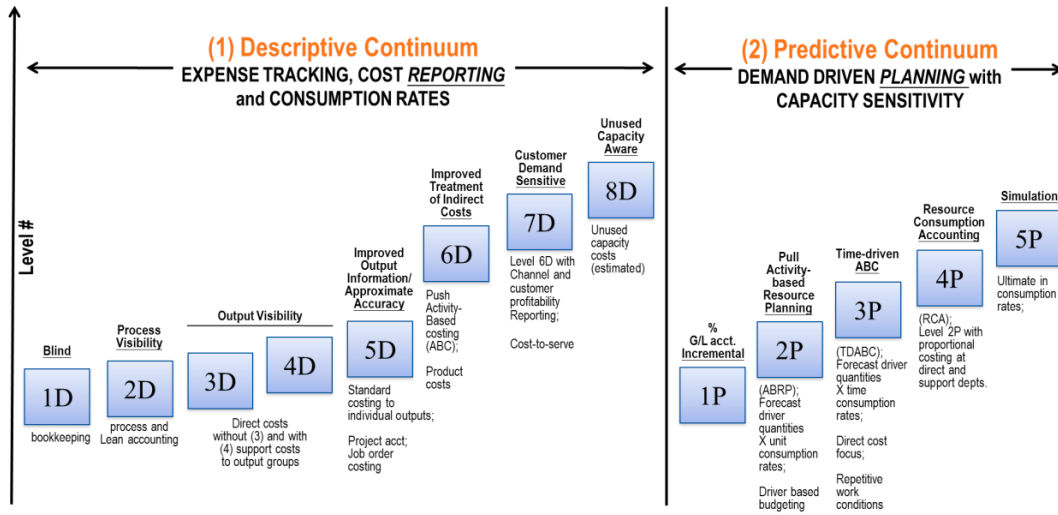 (1) Descriptive Continuum
EXPENSE TRACKING, COST REPORTING
and CONSUMPTION RATES
(2) Predictive Continuum
DEMAND DRIVEN PLANNING with
CAPACITY SENSITIVITY
Level #
Blind
1D
bookkeeping
Process
Visibility
2D
process and
Lean accounting
Output Visibility
3D
4D
Direct costs
without (3) and with
(4) support costs
to output groups
Improved
Output
Information/
Approximate
Accuracy
5D
Standard
costing to
individual outputs;
Project acct;
Job order
costing
Improved
Treatment
of Indirect
Costs
6D
Push
Activity-
Based
costing
(ABC);
Product
costs
Customer
Demand
Sensitive
7D
Level 6D with
Channel and
customer
profitability
Reporting;
Cost-to-serve
Unused
Capacity
Aware
8D
Unused
capacity
costs
(estimated)
%
G/L acct.
Incremental
1P
Pull
Activity-
based
Resource
Planning
2P
(ABRP);
Forecast
driver
quantities
X unit
consumption
rates;
Driver based
budgeting
Time-driven
ABC
3P
(TDABC);
Forecast driver
quantities
X time
consumption
rates;
Direct cost
focus;
Repetitive
work
conditions
Resource
Consumption
Accounting
4P
(RCA);
Level 2P with
proportional
costing at
direct and
support depts.
Simulation
5P
Ultimate in
consumption
rates;